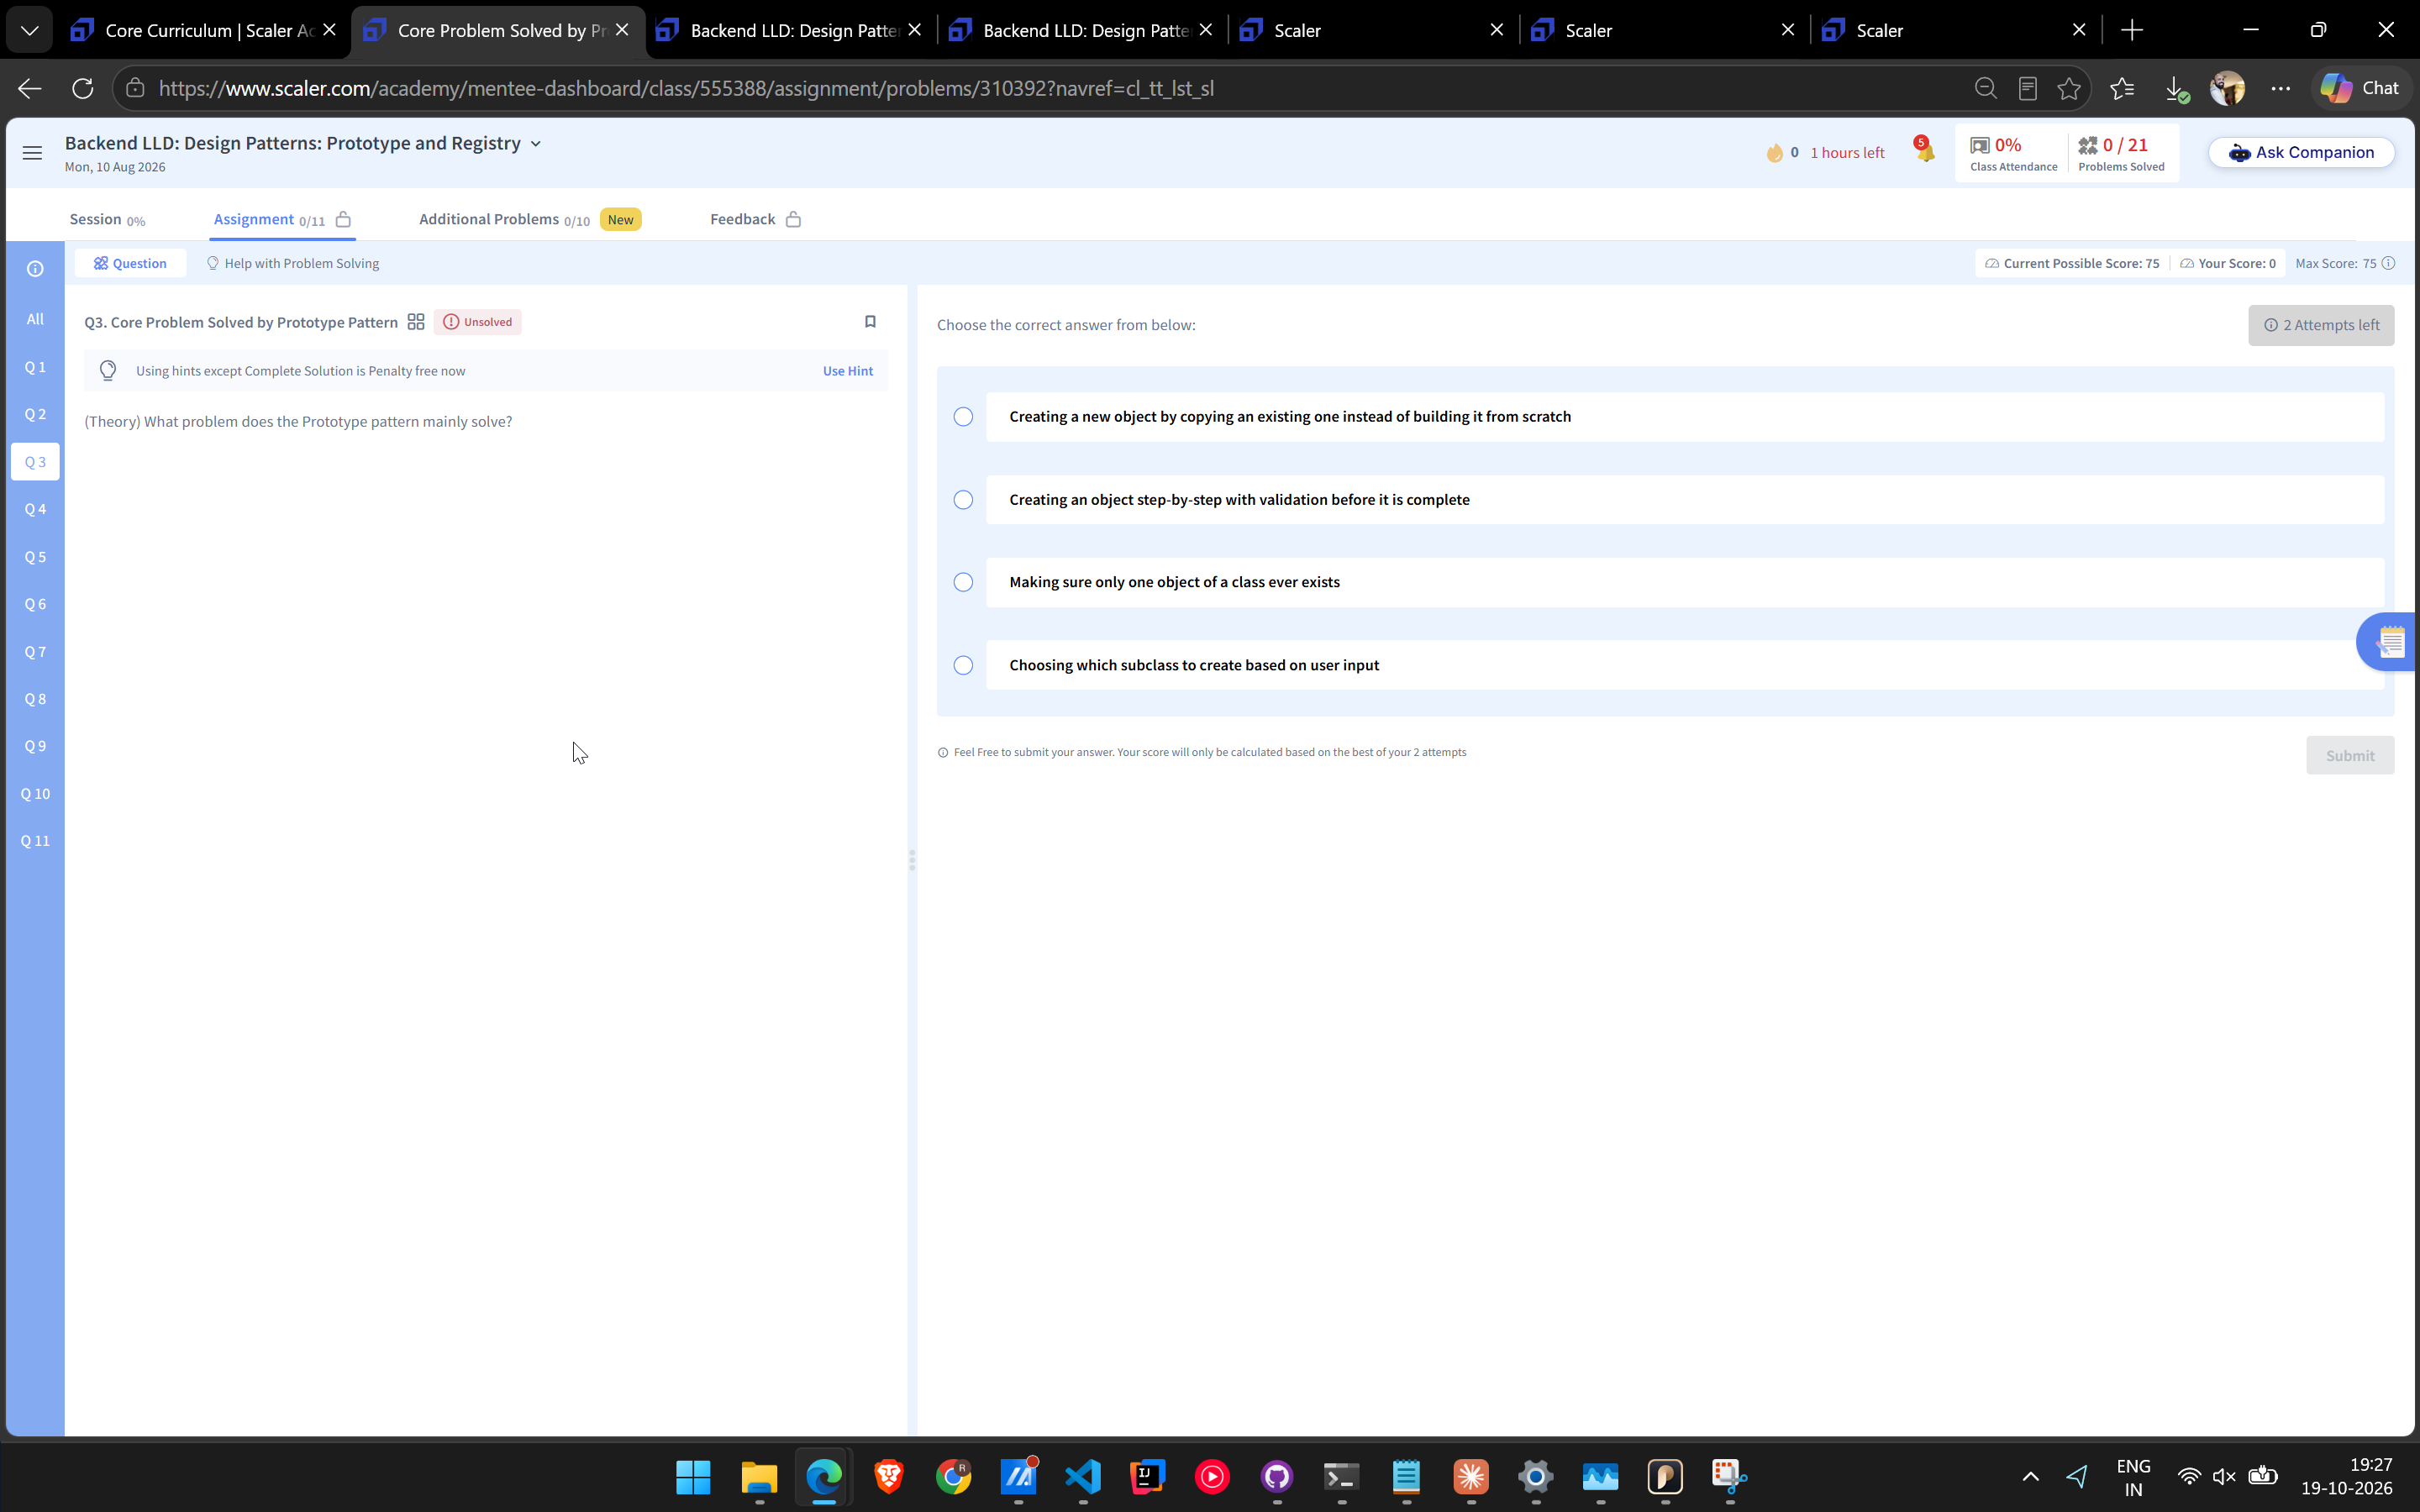 Core Curriculum | Scaler Ac
Core Problem Solved by Pr
Backend LLD: Design Patte
Backend LLD: Design Patte
Scaler
Scaler
Scaler
https://www.scaler.com/academy/mentee-dashboard/class/555388/assignment/problems/310392?navref=cl_tt_lst_sl
Chat
Backend LLD: Design Patterns: Prototype and Registry
Mon, 10 Aug 2026
0 1 hours left
5
0%
Class Attendance
0 / 21
Problems Solved
Ask Companion
Session 0%
Assignment 0/11
Additional Problems 0/10 New
Feedback
Question
Help with Problem Solving
Current Possible Score: 75
Your Score: 0
Max Score: 75
All
Q 1
Q 2
Q 3
Q 4
Q 5
Q 6
Q 7
Q 8
Q 9
Q 10
Q 11
Q3. Core Problem Solved by Prototype Pattern
Unsolved
Using hints except Complete Solution is Penalty free now
Use Hint
(Theory) What problem does the Prototype pattern mainly solve?
Choose the correct answer from below:
2 Attempts left
Creating a new object by copying an existing one instead of building it from scratch
Creating an object step-by-step with validation before it is complete
Making sure only one object of a class ever exists
Choosing which subclass to create based on user input
Feel Free to submit your answer. Your score will only be calculated based on the best of your 2 attempts
Submit
R
IJ
ENG
IN
19:27
19-10-2026